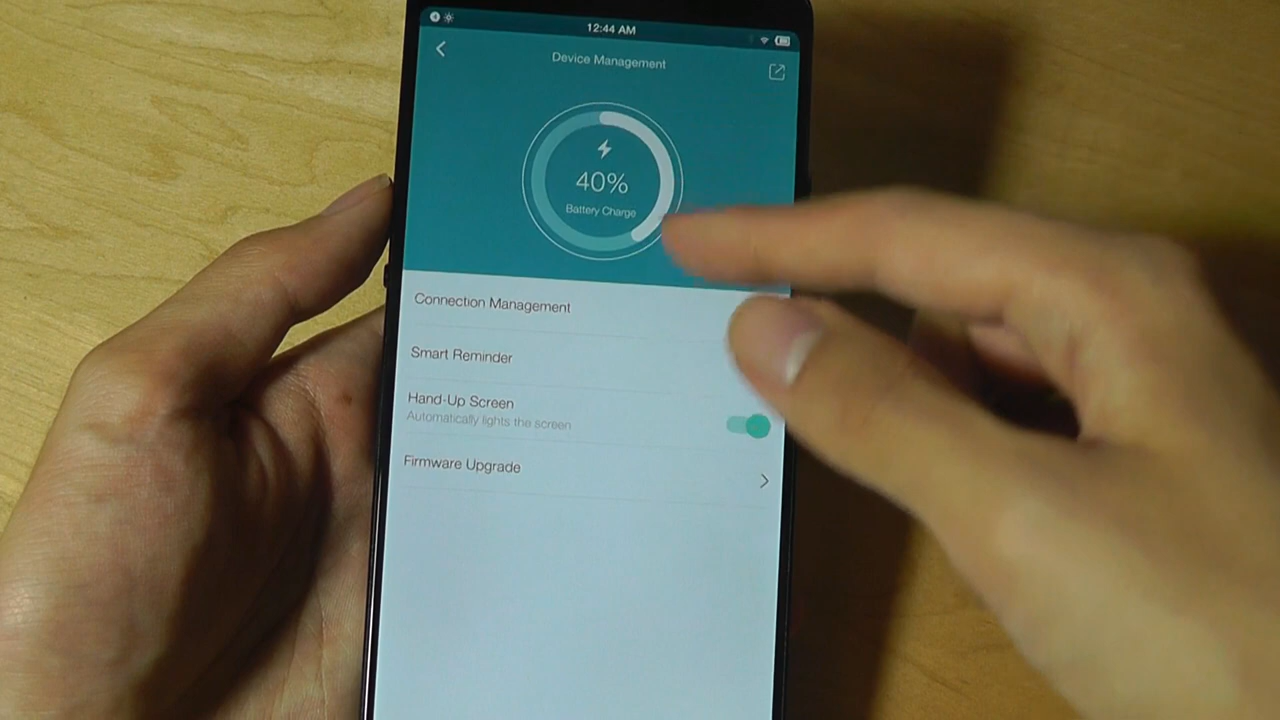 12:44 AM
Device Management
40%
Battery Charge
Connection Management
Smart Reminder
Hand-Up Screen
Automatically lights the screen
Firmware Upgrade